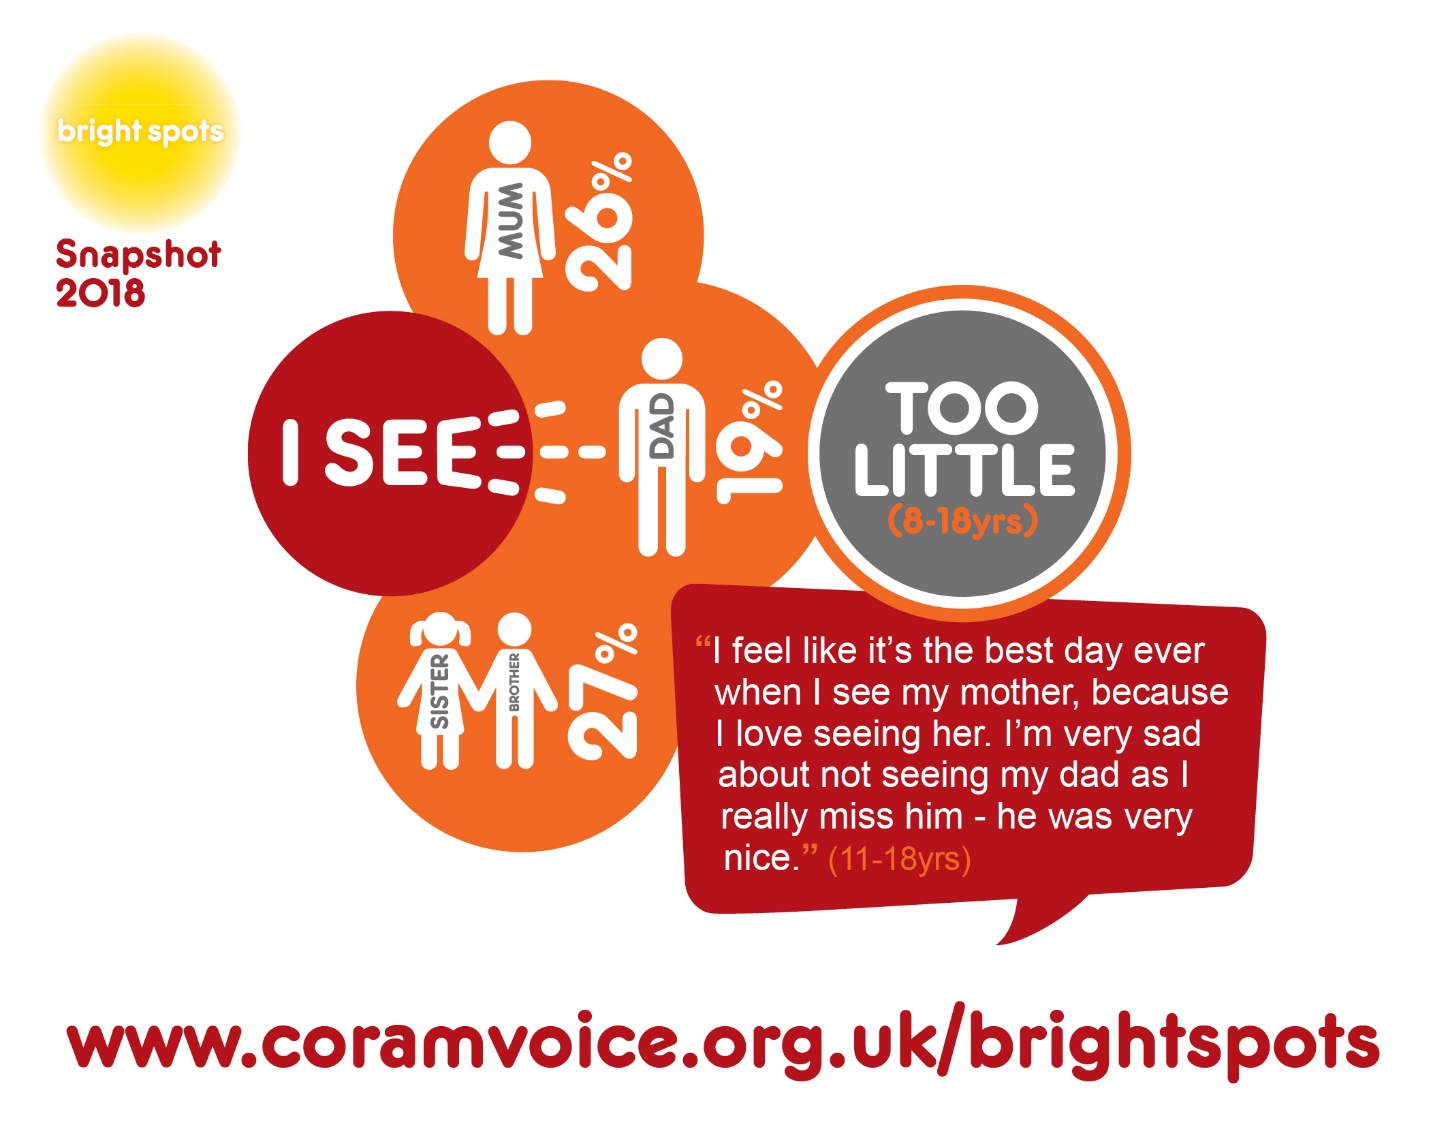 bright spots
Snapshot
2018
MUM
26%
I SEE
DAD
19%
TOO
LITTLE
(8-18yrs)
SISTER
BROTHER
27%
“I feel like it’s the best day ever
when I see my mother, because
I love seeing her. I’m very sad
about not seeing my dad as I
really miss him - he was very
nice.” (11-18yrs)
www.coramvoice.org.uk/brightspots